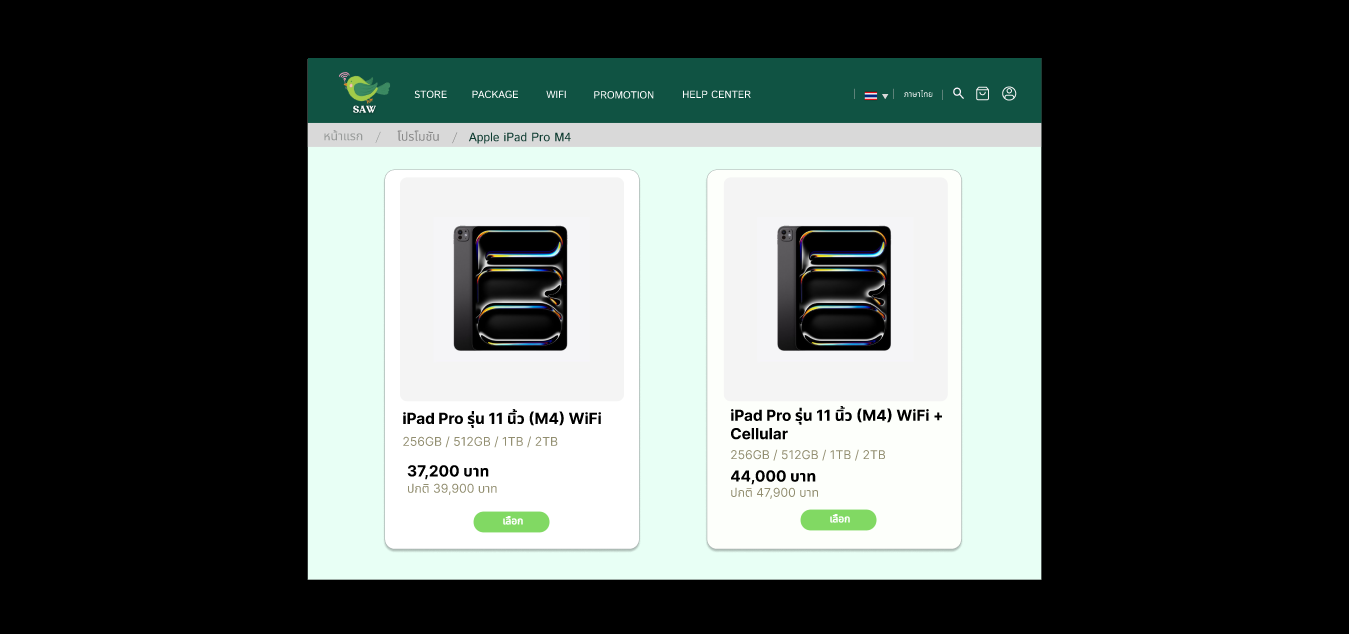 SAW
STORE PACKAGE WIFI PROMOTION HELP CENTER ภาษาไทย
หน้าแรก / โปรโมชัน / Apple iPad Pro M4
iPad Pro รุ่น 11 นิ้ว (M4) WiFi
256GB / 512GB / 1TB / 2TB
37,200 บาท
ปกติ 39,900 บาท
เลือก
iPad Pro รุ่น 11 นิ้ว (M4) WiFi +
Cellular
256GB / 512GB / 1TB / 2TB
44,000 บาท
ปกติ 47,900 บาท
เลือก